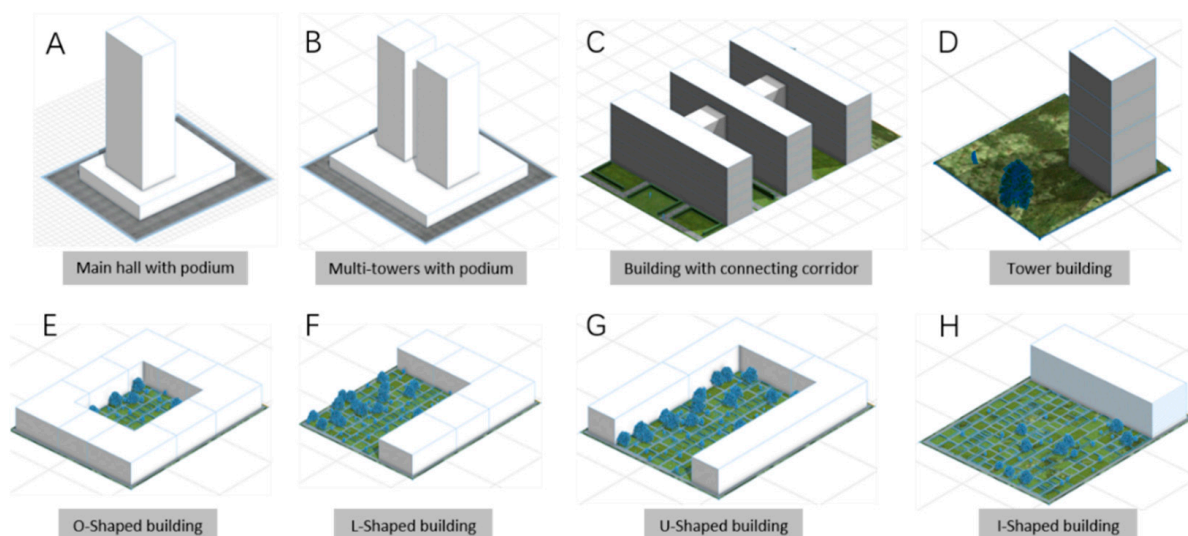 A
B
C
D
Main hall with podium
Multi-towers with podium
Building with connecting corridor
Tower building
E
F
G
H
O-Shaped building
L-Shaped building
U-Shaped building
I-Shaped building